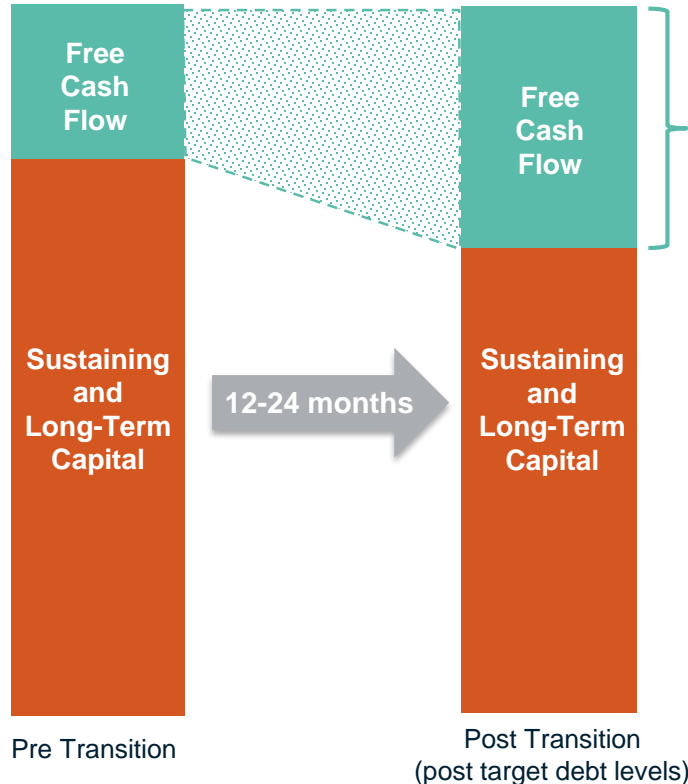 Free
Cash
Flow
Free
Cash
Flow
Sustaining
and
Long-Term
Capital
12-24 months
Sustaining
and
Long-Term
Capital
Pre Transition
Post Transition
(post target debt levels)